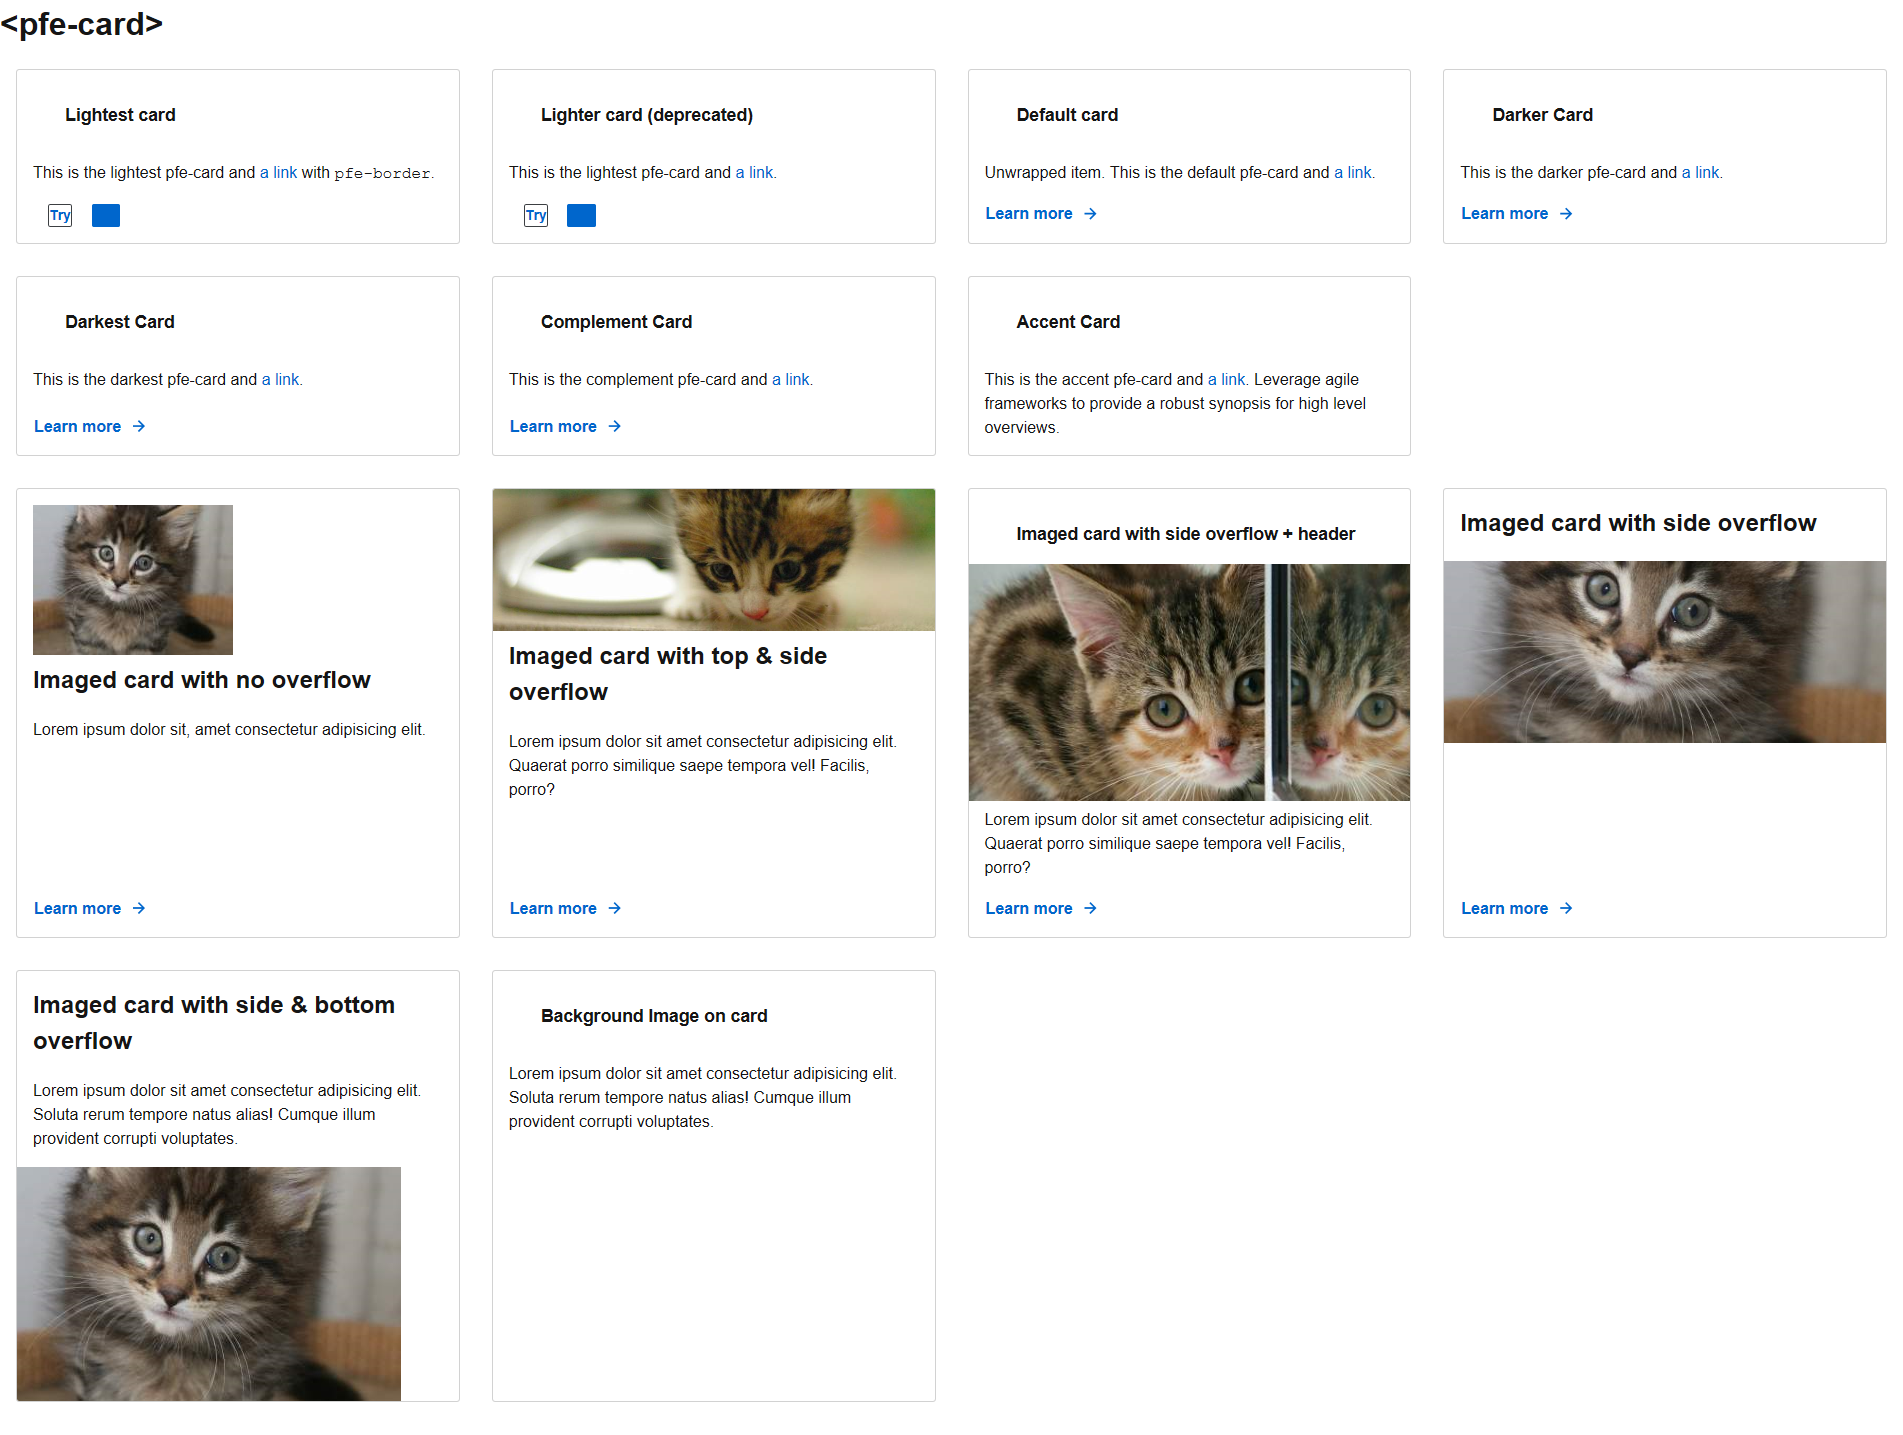 <pfe-card>
Lightest card
This is the lightest pfe-card and a link with pfe-border.
Try
Lighter card (deprecated)
This is the lightest pfe-card and a link.
Try
Default card
Unwrapped item. This is the default pfe-card and a link.
Learn more
Darker Card
This is the darker pfe-card and a link.
Learn more
Darkest Card
This is the darkest pfe-card and a link.
Learn more
Complement Card
This is the complement pfe-card and a link.
Learn more
Accent Card
This is the accent pfe-card and a link. Leverage agile
frameworks to provide a robust synopsis for high level
overviews.
Imaged card with no overflow
Lorem ipsum dolor sit, amet consectetur adipisicing elit.
Learn more
Imaged card with top & side
overflow
Lorem ipsum dolor sit amet consectetur adipisicing elit.
Quaerat porro similique saepe tempora vel! Facilis,
porro?
Learn more
Imaged card with side overflow + header
Lorem ipsum dolor sit amet consectetur adipisicing elit.
Quaerat porro similique saepe tempora vel! Facilis,
porro?
Learn more
Imaged card with side overflow
Learn more
Imaged card with side & bottom
overflow
Lorem ipsum dolor sit amet consectetur adipisicing elit.
Soluta rerum tempore natus alias! Cumque illum
provident corrupti voluptates.
Background Image on card
Lorem ipsum dolor sit amet consectetur adipisicing elit.
Soluta rerum tempore natus alias! Cumque illum
provident corrupti voluptates.